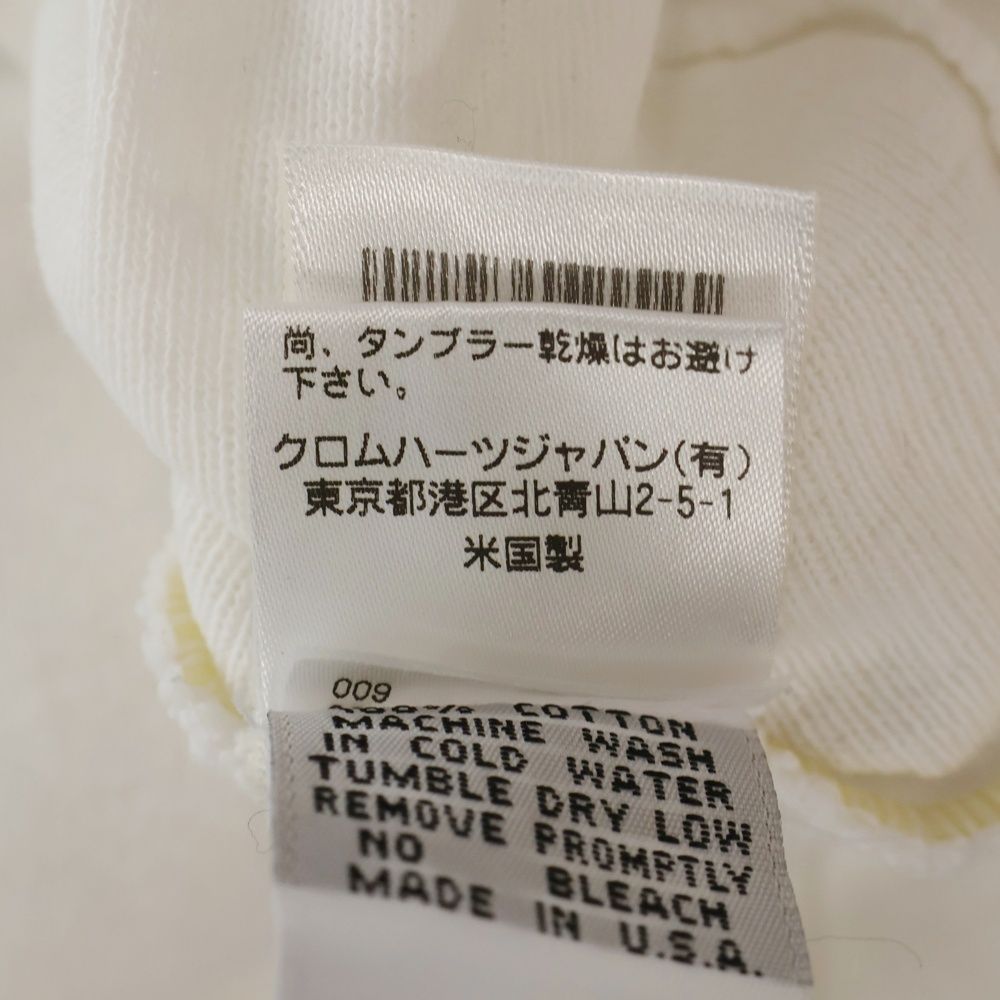 尚、タンブラー乾燥はお避け
下さい。
クロムハーツジャパン(有)
東京都港区北青山2-5-1
米国製
009
100% COTTON
MACHINE WASH
IN COLD WATER
TUMBLE DRY LOW
REMOVE PROMPTLY
NO BLEACH
MADE IN U.S.A.